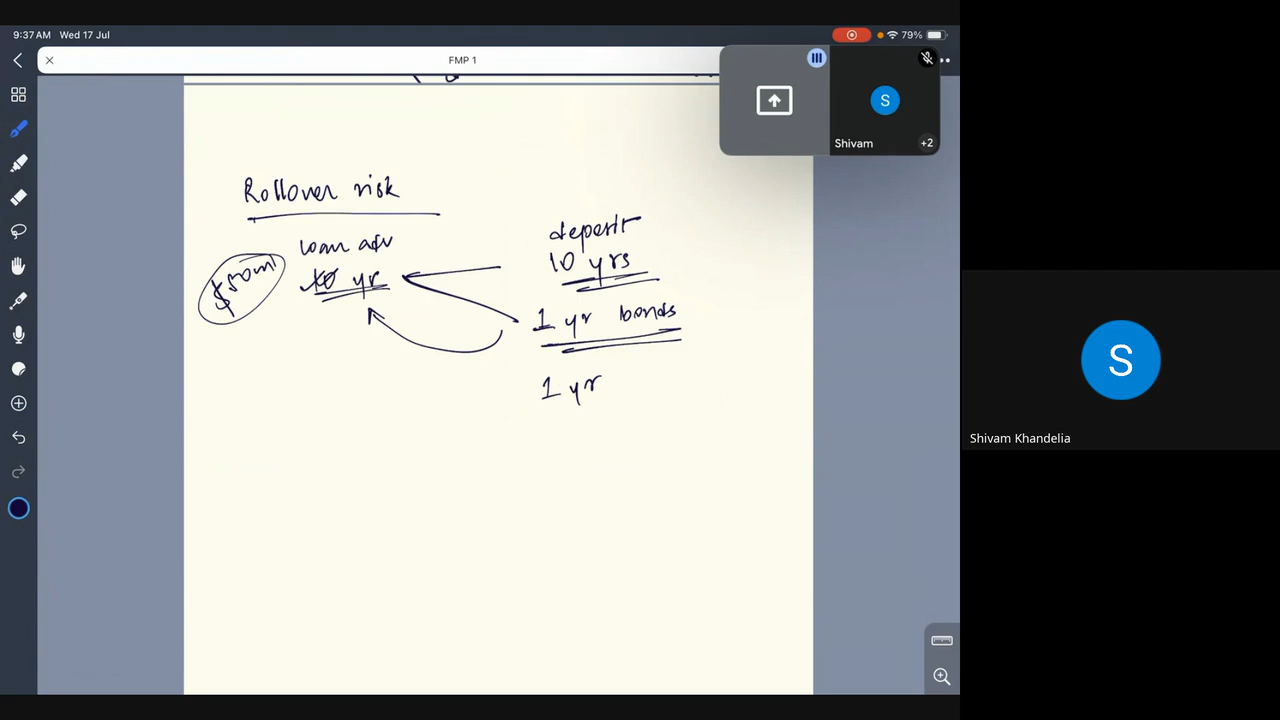 9:37 AM Wed 17 Jul
79%
FMP 1
S
Shivam
+2
Rollover risk
loan adv
10 yr
$50mn
deposit
10 yrs
1 yr bonds
1 yr
S
Shivam Khandelia